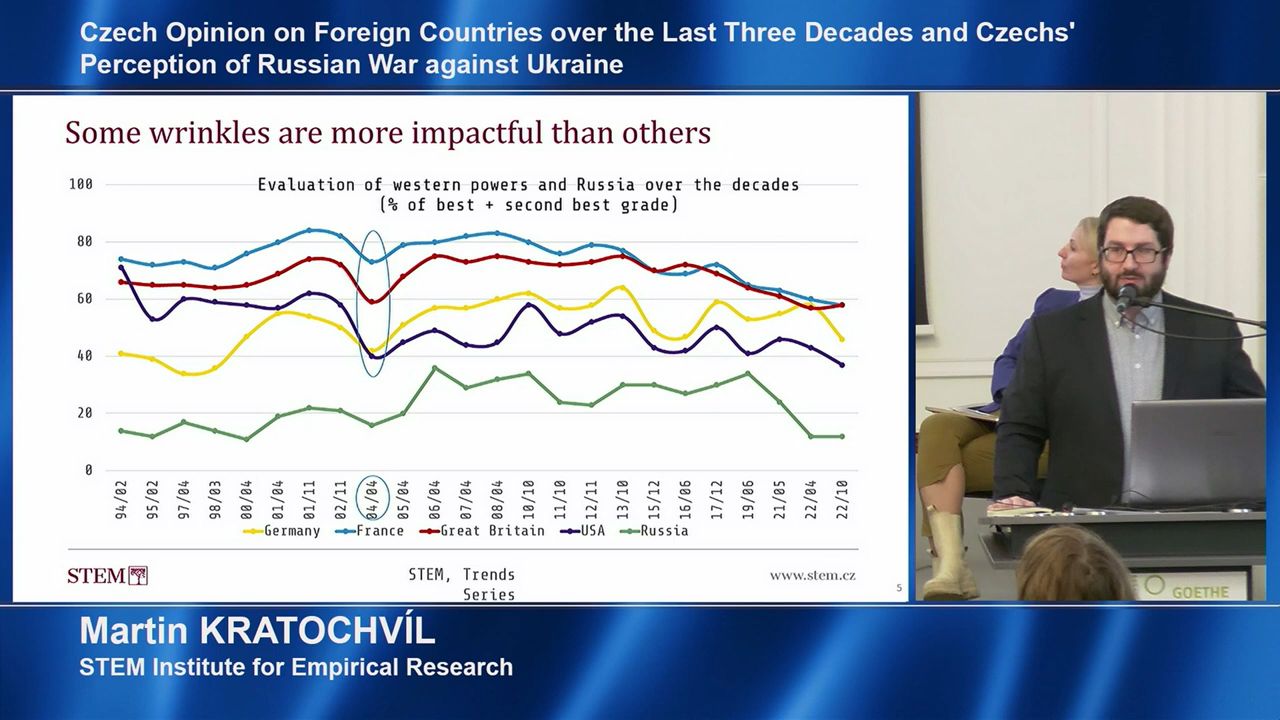 Czech Opinion on Foreign Countries over the Last Three Decades and Czechs'
Perception of Russian War against Ukraine
Some wrinkles are more impactful than others
Evaluation of western powers and Russia over the decades
(% of best + second best grade)
100
80
60
40
20
0
94/02
95/02
97/04
98/03
00/04
01/04
01/11
02/11
04/04
05/04
06/04
07/04
08/04
10/10
11/10
12/11
13/10
15/12
16/06
17/12
19/06
21/05
22/04
22/10
Germany France Great Britain USA Russia
STEM
STEM, Trends
Series
www.stem.cz
5
GOETHE
Martin KRATOCHVÍL
STEM Institute for Empirical Research